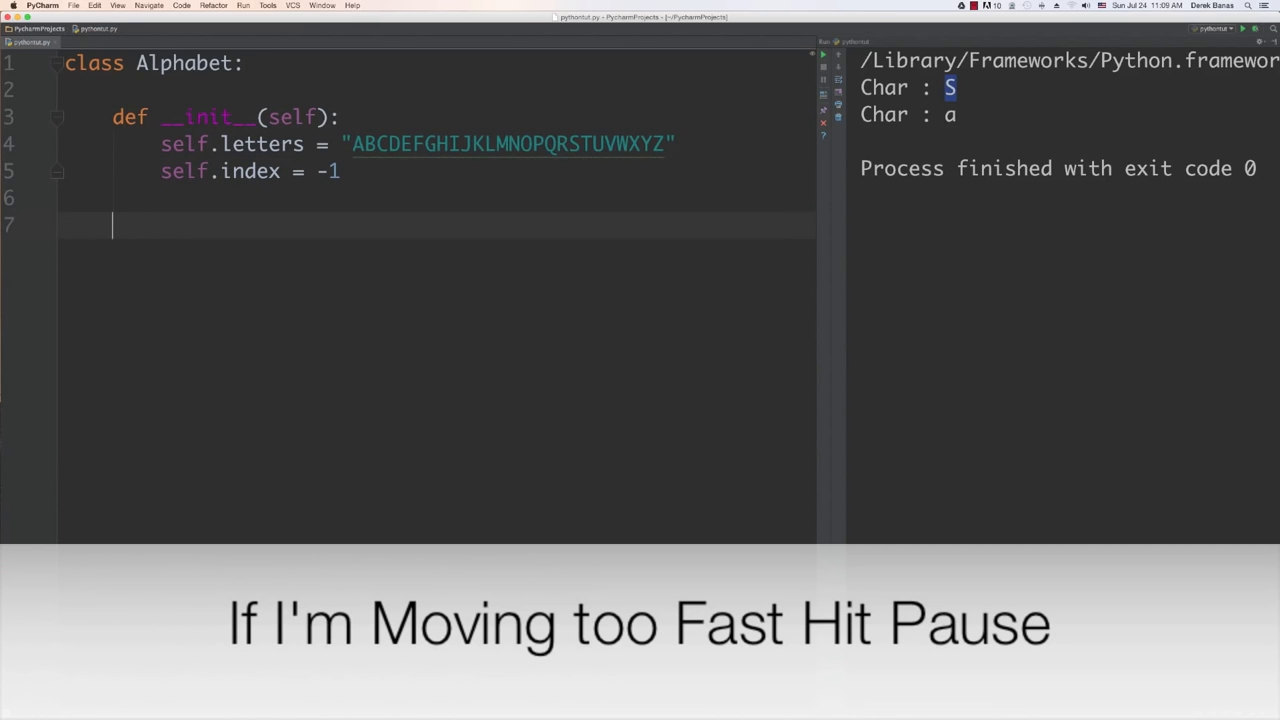 PyCharm File Edit View Navigate Code Refactor Run Tools VCS Window Help
10
Sun Jul 24 11:09 AM Derek Banas
pythontut.py - PycharmProjects - [~/PycharmProjects]
PycharmProjects pythontut.py
pythontut
pythontut.py
Run: pythontut
1 class Alphabet:
2
3 def __init__(self):
4 self.letters = "ABCDEFGHIJKLMNOPQRSTUVWXYZ"
5 self.index = -1
6
7
/Library/Frameworks/Python.framewor
Char : S
Char : a
Process finished with exit code 0
If I'm Moving too Fast Hit Pause